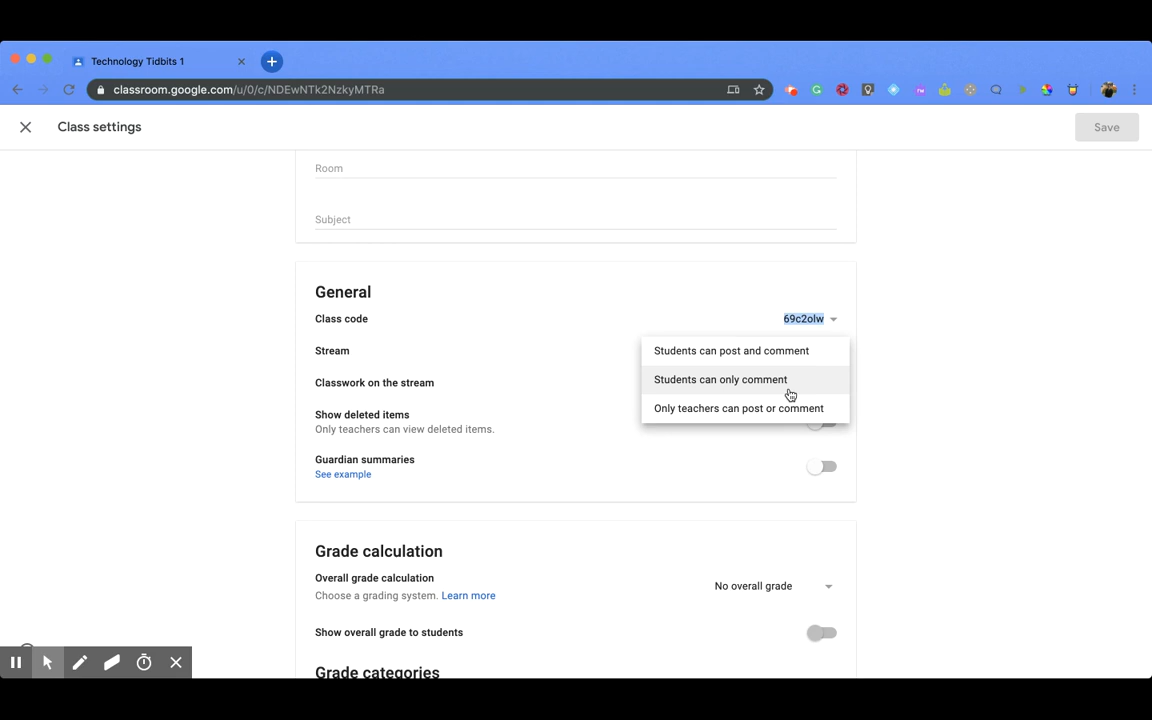 Technology Tidbits 1
classroom.google.com/u/0/c/NDEwNTk2NzkyMTRa
Class settings
Save
Room
Subject
General
Class code
69c2olw
Stream
Students can post and comment
Students can only comment
Classwork on the stream
Only teachers can post or comment
Show deleted items
Only teachers can view deleted items.
Guardian summaries
See example
Grade calculation
Overall grade calculation
No overall grade
Choose a grading system. Learn more
Show overall grade to students
Grade categories